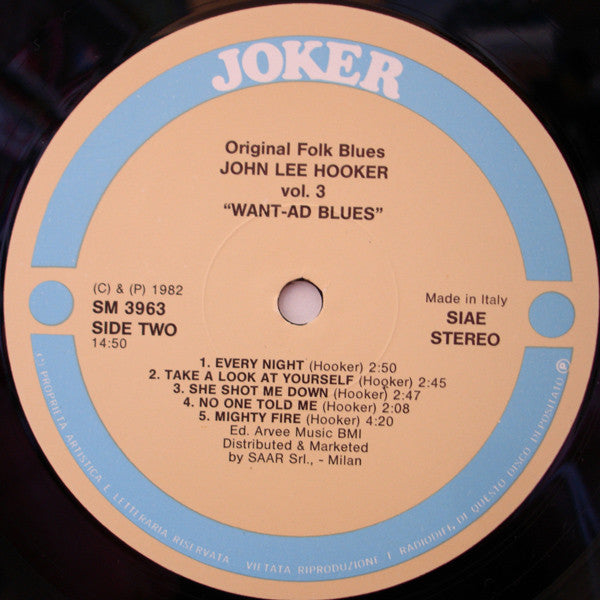 JOKER
Original Folk Blues
JOHN LEE HOOKER
vol. 3
"WANT-AD BLUES"
(C) & (P) 1982
SM 3963
SIDE TWO
14:50
Made in Italy
SIAE
STEREO
1. EVERY NIGHT (Hooker) 2:50
2. TAKE A LOOK AT YOURSELF (Hooker) 2:45
3. SHE SHOT ME DOWN (Hooker) 2:47
4. NO ONE TOLD ME (Hooker) 2:08
5. MIGHTY FIRE (Hooker) 4:20
Ed. Arvee Music BMI
Distributed & Marketed
by SAAR Srl., - Milan
(C) PROPRIETA ARTISTICA E LETTERARIA RISERVATA VIETATA RIPRODUZIONE E RADIODIF. DI QUESTO DISCO DEPOSITATO (P)